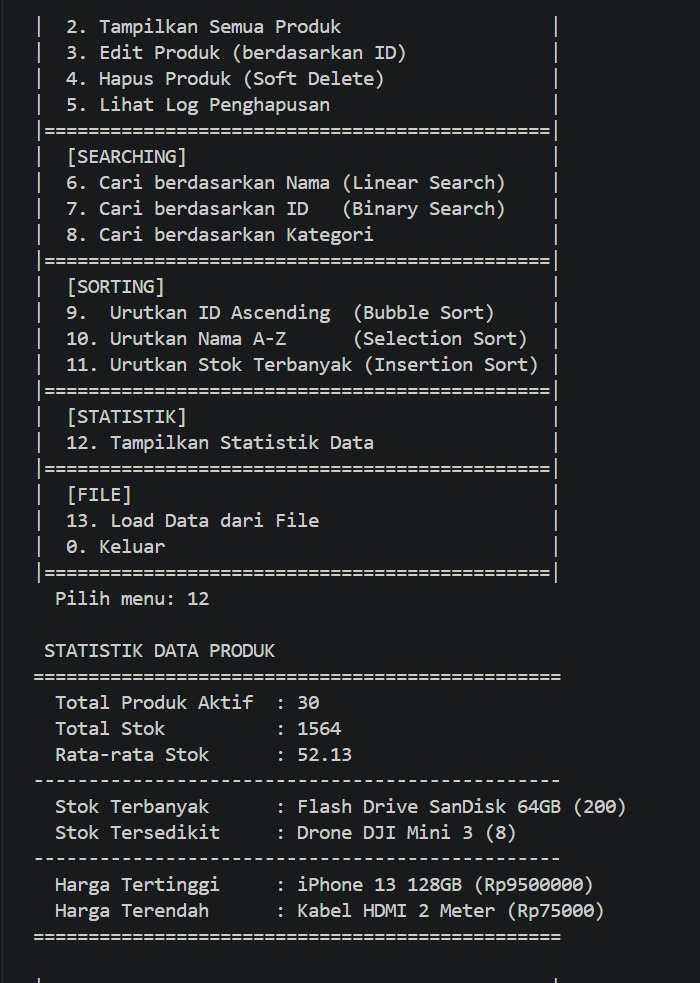 |  2. Tampilkan Semua Produk                   |
|  3. Edit Produk (berdasarkan ID)             |
|  4. Hapus Produk (Soft Delete)               |
|  5. Lihat Log Penghapusan                    |
|==============================================|
|  [SEARCHING]                                 |
|  6. Cari berdasarkan Nama (Linear Search)    |
|  7. Cari berdasarkan ID   (Binary Search)    |
|  8. Cari berdasarkan Kategori                |
|==============================================|
|  [SORTING]                                   |
|  9.  Urutkan ID Ascending  (Bubble Sort)     |
|  10. Urutkan Nama A-Z      (Selection Sort)  |
|  11. Urutkan Stok Terbanyak (Insertion Sort) |
|==============================================|
|  [STATISTIK]                                 |
|  12. Tampilkan Statistik Data                |
|==============================================|
|  [FILE]                                      |
|  13. Load Data dari File                     |
|  0. Keluar                                   |
|==============================================|
  Pilih menu: 12

 STATISTIK DATA PRODUK
================================================
  Total Produk Aktif  : 30
  Total Stok          : 1564
  Rata-rata Stok      : 52.13
------------------------------------------------
  Stok Terbanyak      : Flash Drive SanDisk 64GB (200)
  Stok Tersedikit     : Drone DJI Mini 3 (8)
------------------------------------------------
  Harga Tertinggi     : iPhone 13 128GB (Rp9500000)
  Harga Terendah      : Kabel HDMI 2 Meter (Rp75000)
================================================